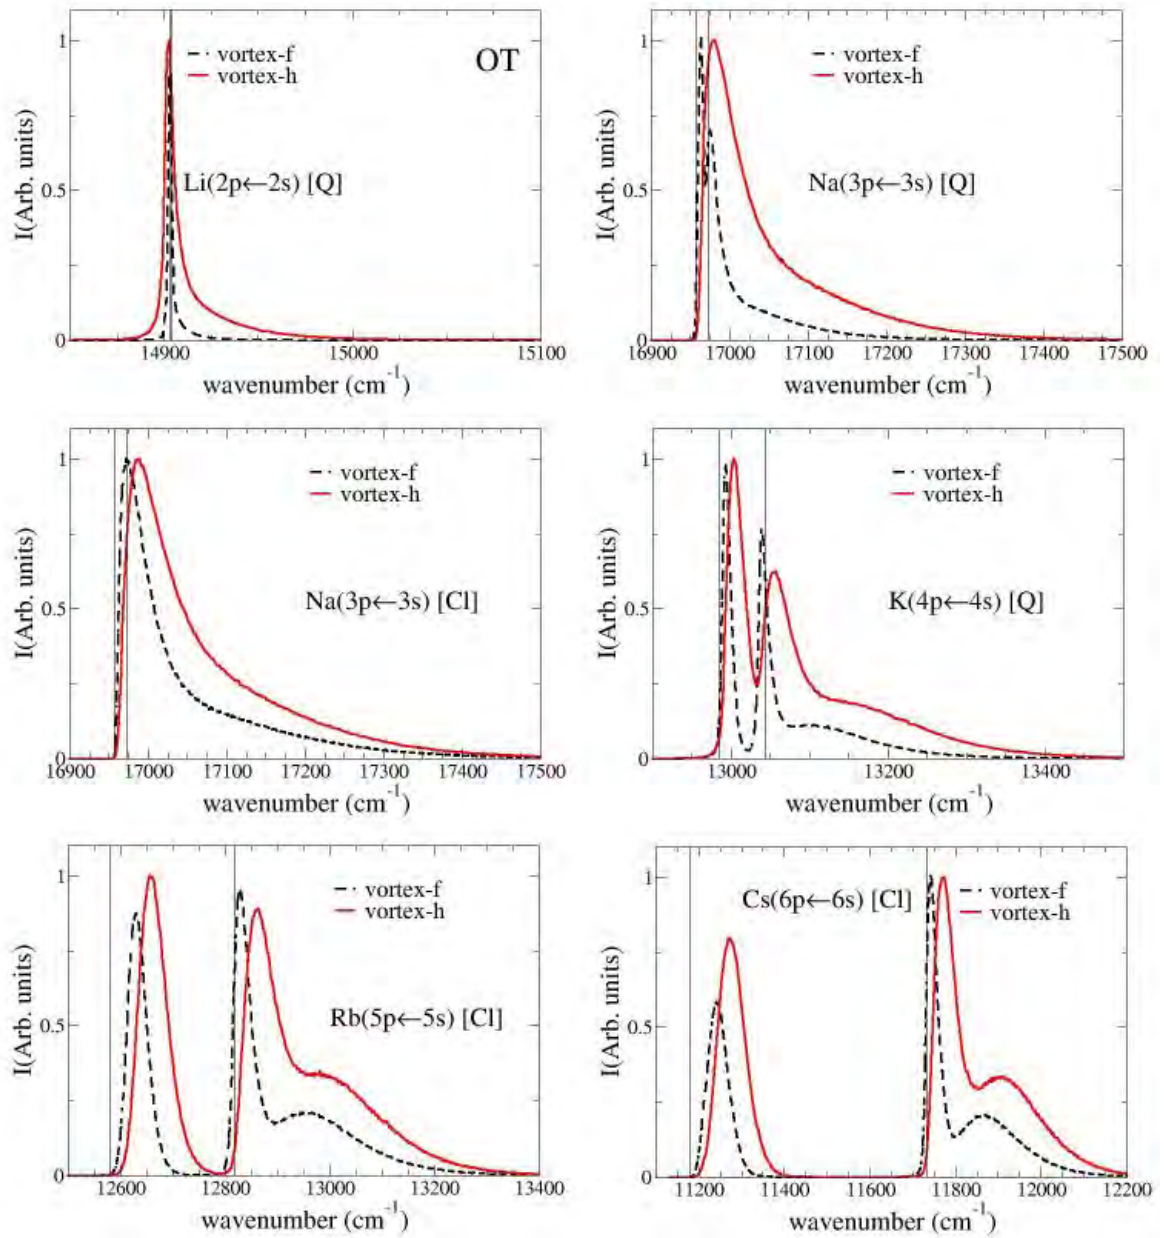 OT
1
0.5
0
I(Arb. units)
vortex-f
vortex-h
Li(2p←2s) [Q]
14900 15000 15100
wavenumber (cm⁻¹)
1
0.5
0
I(Arb. units)
vortex-f
vortex-h
Na(3p←3s) [Q]
16900 17000 17100 17200 17300 17400 17500
wavenumber (cm⁻¹)
1
0.5
0
I(Arb. units)
vortex-f
vortex-h
Na(3p←3s) [Cl]
16900 17000 17100 17200 17300 17400 17500
wavenumber (cm⁻¹)
1
0.5
0
I(Arb. units)
vortex-f
vortex-h
K(4p←4s) [Q]
13000 13200 13400
wavenumber (cm⁻¹)
1
0.5
0
I(Arb. units)
vortex-f
vortex-h
Rb(5p←5s) [Cl]
12600 12800 13000 13200 13400
wavenumber (cm⁻¹)
1
0.5
0
I(Arb. units)
Cs(6p←6s) [Cl]
vortex-f
vortex-h
11200 11400 11600 11800 12000 12200
wavenumber (cm⁻¹)